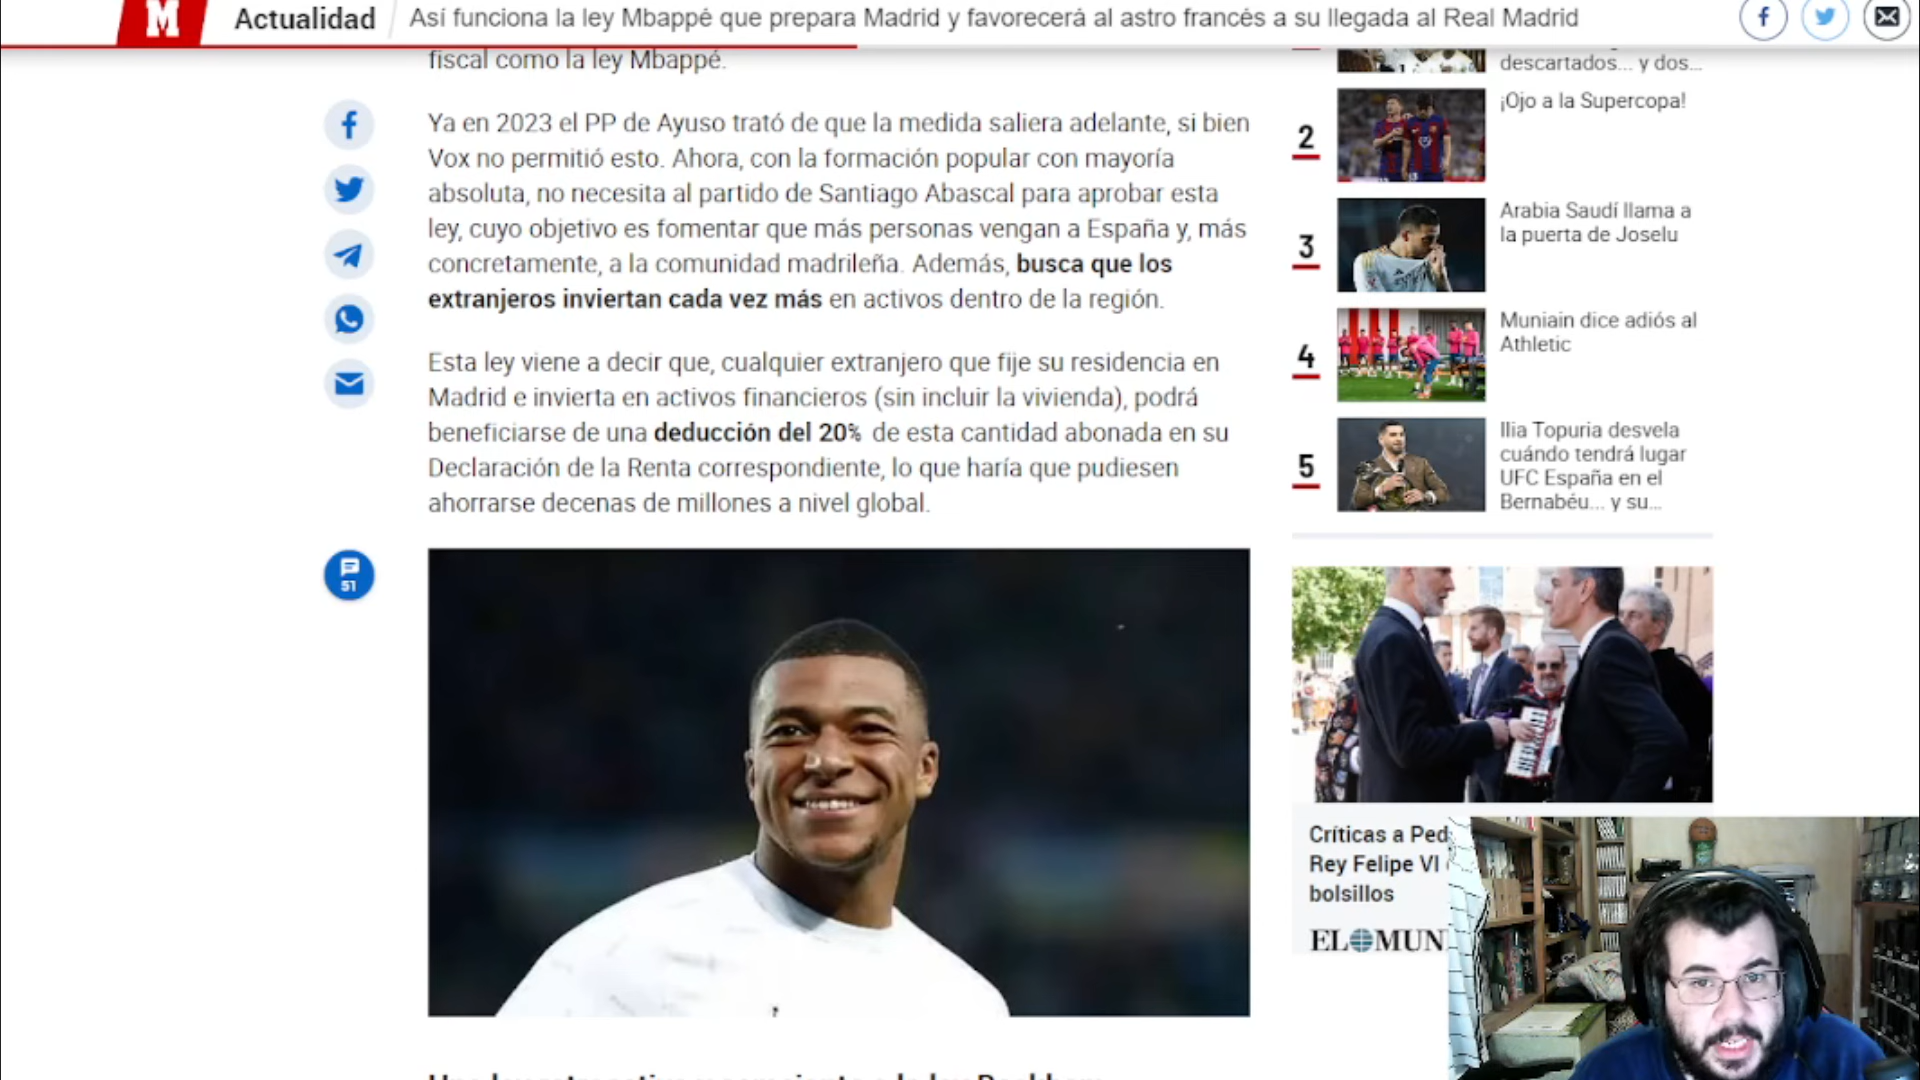 M
Actualidad
Así funciona la ley Mbappé que prepara Madrid y favorecerá al astro francés a su llegada al Real Madrid
fiscal como la ley Mbappé.
Ya en 2023 el PP de Ayuso trató de que la medida saliera adelante, si bien
Vox no permitió esto. Ahora, con la formación popular con mayoría
absoluta, no necesita al partido de Santiago Abascal para aprobar esta
ley, cuyo objetivo es fomentar que más personas vengan a España y, más
concretamente, a la comunidad madrileña. Además, busca que los
extranjeros inviertan cada vez más en activos dentro de la región.
Esta ley viene a decir que, cualquier extranjero que fije su residencia en
Madrid e invierta en activos financieros (sin incluir la vivienda), podrá
beneficiarse de una deducción del 20% de esta cantidad abonada en su
Declaración de la Renta correspondiente, lo que haría que pudiesen
ahorrarse decenas de millones a nivel global.
51
descartados... y dos...
2
¡Ojo a la Supercopa!
3
Arabia Saudí llama a
la puerta de Joselu
4
Muniain dice adiós al
Athletic
5
Ilia Topuria desvela
cuándo tendrá lugar
UFC España en el
Bernabéu... y su...
Críticas a Ped
Rey Felipe VI
bolsillos
EL MUN